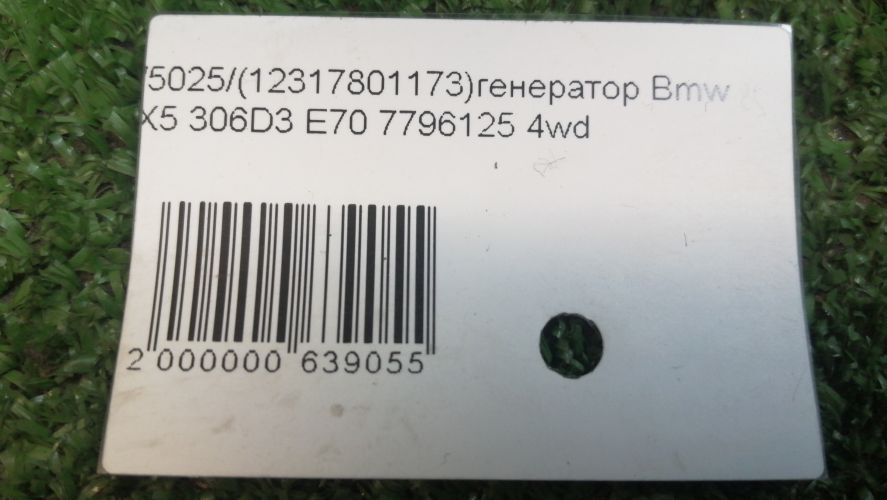 /5025/(12317801173)генератор Bmw
X5 306D3 E70 7796125 4wd
2 000000 639055